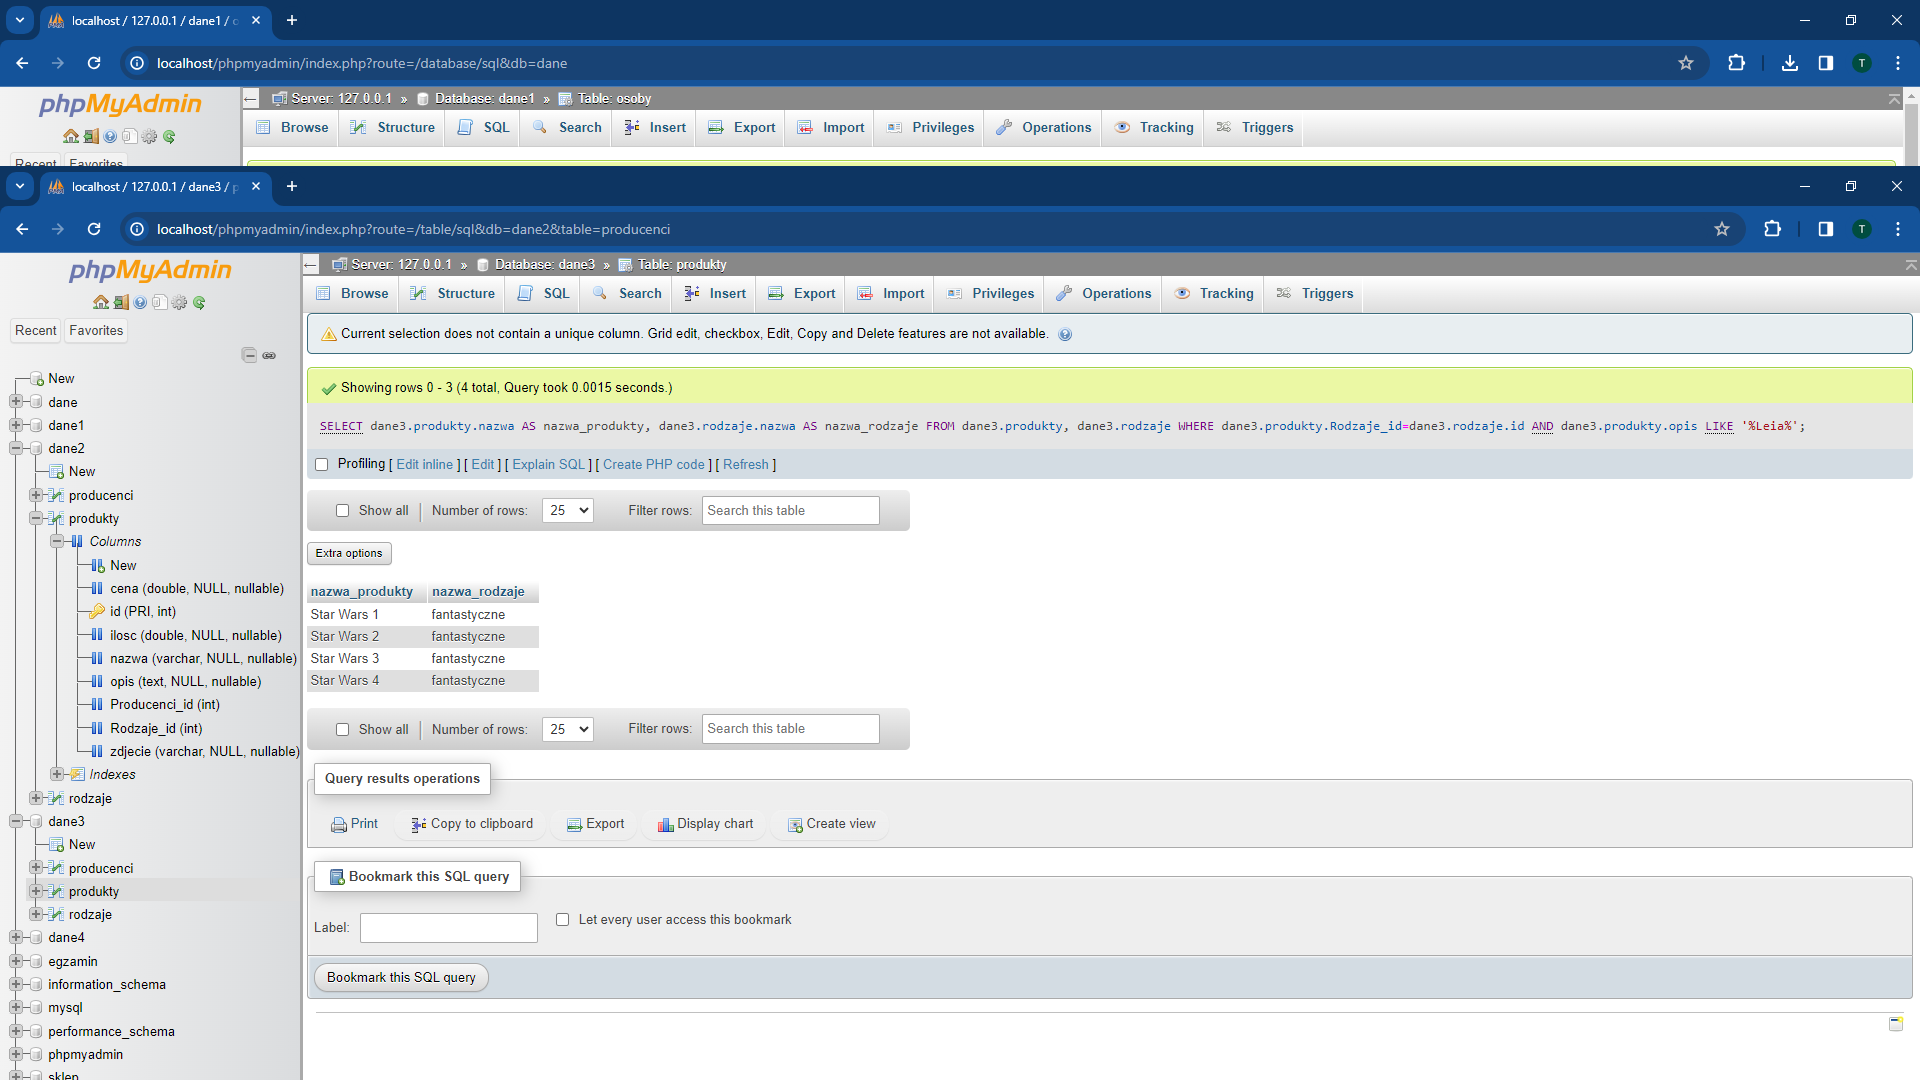 localhost / 127.0.0.1 / dane1 /
localhost/phpmyadmin/index.php?route=/database/sql&db=dane
T
phpMyAdmin
Server: 127.0.0.1 » Database: dane1 » Table: osoby
Browse Structure SQL Search Insert Export Import Privileges Operations Tracking Triggers
Recent Favorites
localhost / 127.0.0.1 / dane3 / p
localhost/phpmyadmin/index.php?route=/table/sql&db=dane2&table=producenci
T
phpMyAdmin
Recent Favorites
New
dane
dane1
dane2
New
producenci
produkty
Columns
New
cena (double, NULL, nullable)
id (PRI, int)
ilosc (double, NULL, nullable)
nazwa (varchar, NULL, nullable)
opis (text, NULL, nullable)
Producenci_id (int)
Rodzaje_id (int)
zdjecie (varchar, NULL, nullable)
Indexes
rodzaje
dane3
New
producenci
produkty
rodzaje
dane4
egzamin
information_schema
mysql
performance_schema
phpmyadmin
sklep
Server: 127.0.0.1 » Database: dane3 » Table: produkty
Browse Structure SQL Search Insert Export Import Privileges Operations Tracking Triggers
Current selection does not contain a unique column. Grid edit, checkbox, Edit, Copy and Delete features are not available.
Showing rows 0 - 3 (4 total, Query took 0.0015 seconds.)
SELECT dane3.produkty.nazwa AS nazwa_produkty, dane3.rodzaje.nazwa AS nazwa_rodzaje FROM dane3.produkty, dane3.rodzaje WHERE dane3.produkty.Rodzaje_id=dane3.rodzaje.id AND dane3.produkty.opis LIKE '%Leia%';
Profiling [ Edit inline ] [ Edit ] [ Explain SQL ] [ Create PHP code ] [ Refresh ]
Show all Number of rows: 25 Filter rows: Search this table
Extra options
nazwa_produkty nazwa_rodzaje
Star Wars 1 fantastyczne
Star Wars 2 fantastyczne
Star Wars 3 fantastyczne
Star Wars 4 fantastyczne
Show all Number of rows: 25 Filter rows: Search this table
Query results operations
Print Copy to clipboard Export Display chart Create view
Bookmark this SQL query
Label: Let every user access this bookmark
Bookmark this SQL query